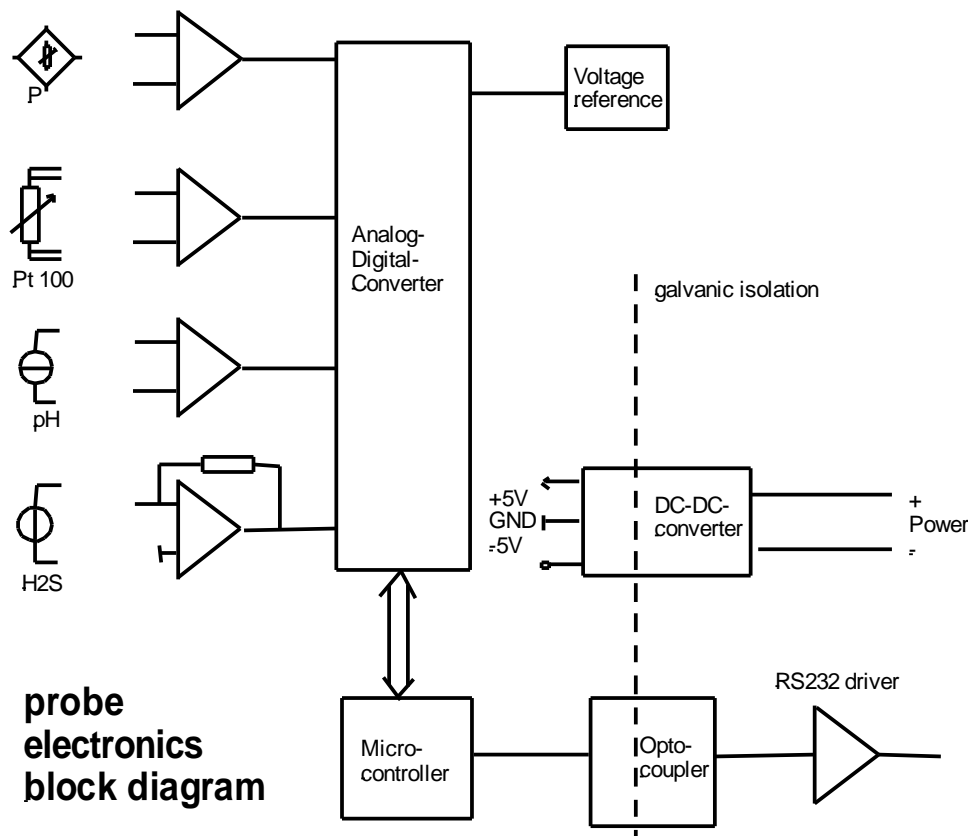 P
Voltage
reference
Analog-
Digital-
Converter
Pt 100
galvanic isolation
pH
+5V
GND
-5V
DC-DC-
converter
+
Power
-
H2S
RS232 driver
probe
electronics
block diagram
Micro-
controller
Opto-
coupler